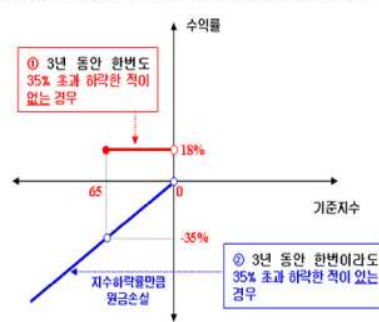 수익률
① 3년 동안 한번도
35% 초과 하락한 적이
없는 경우
18%
65
0
기준지수
-35%
② 3년 동안 한번이라도
35% 초과 하락한 적이 있는
경우
지수하락률만큼
원금손실